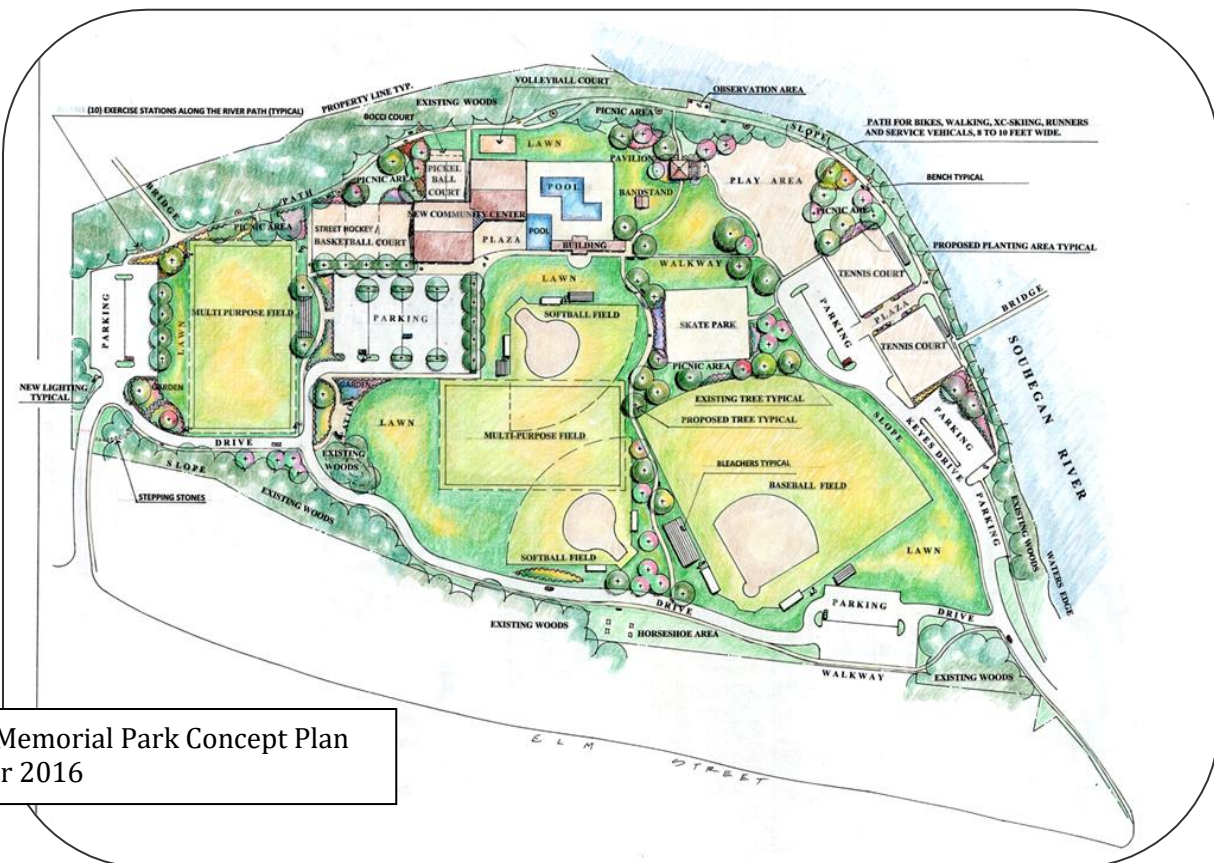 VOLLEYBALL COURT
PROPERTY LINE TYP.
OBSERVATION AREA
EXISTING WOODS
PICNIC AREA
(10) EXERCISE STATIONS ALONG THE RIVER PATH (TYPICAL)
BOCCI COURT
SLOPE
PATH FOR BIKES, WALKING, XC-SKIING, RUNNERS
AND SERVICE VEHICALS, 8 TO 10 FEET WIDE.
LAWN
PAVILION
PICKEL
BALL
COURT
PICNIC AREA
POOL
PLAY AREA
BENCH TYPICAL
BRIDGE
PATH
BANDSTAND
PICNIC AREA
NEW COMMUNITY CENTER
PICNIC AREA
STREET HOCKEY /
BASKETBALL COURT
POOL
PLAZA
BUILDING
PROPOSED PLANTING AREA TYPICAL
WALKWAY
TENNIS COURT
LAWN
PARKING
MULTI PURPOSE FIELD
PARKING
SOFTBALL FIELD
SKATE PARK
PARKING
PLAZA
BRIDGE
LAWN
TENNIS COURT
SOUHEGAN RIVER
PICNIC AREA
NEW LIGHTING
TYPICAL
GARDEN
GARDEN
EXISTING TREE TYPICAL
PROPOSED TREE TYPICAL
LAWN
SLOPE
KEYES DRIVE
PARKING
MULTI-PURPOSE FIELD
DRIVE
EXISTING
WOODS
SLOPE
BLEACHERS TYPICAL
BASEBALL FIELD
STEPPING STONES
EXISTING WOODS
PARKING
EXISTING WOODS
LAWN
SOFTBALL FIELD
WATERS EDGE
DRIVE
PARKING
DRIVE
EXISTING WOODS
HORSESHOE AREA
WALKWAY
EXISTING WOODS
Memorial Park Concept Plan
r 2016
ELM STREET